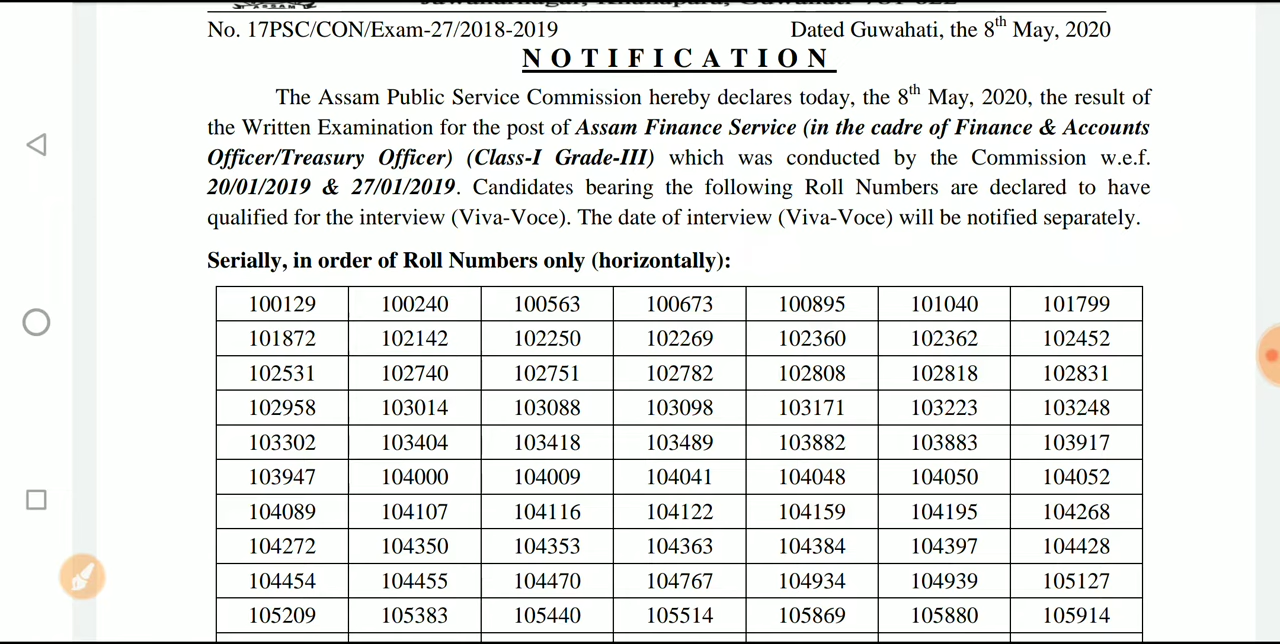 No. 17PSC/CON/Exam-27/2018-2019 Dated Guwahati, the 8th May, 2020
NOTIFICATION
The Assam Public Service Commission hereby declares today, the 8th May, 2020, the result of
the Written Examination for the post of Assam Finance Service (in the cadre of Finance & Accounts
Officer/Treasury Officer) (Class-I Grade-III) which was conducted by the Commission w.e.f.
20/01/2019 & 27/01/2019. Candidates bearing the following Roll Numbers are declared to have
qualified for the interview (Viva-Voce). The date of interview (Viva-Voce) will be notified separately.
Serially, in order of Roll Numbers only (horizontally):
100129 100240 100563 100673 100895 101040 101799
101872 102142 102250 102269 102360 102362 102452
102531 102740 102751 102782 102808 102818 102831
102958 103014 103088 103098 103171 103223 103248
103302 103404 103418 103489 103882 103883 103917
103947 104000 104009 104041 104048 104050 104052
104089 104107 104116 104122 104159 104195 104268
104272 104350 104353 104363 104384 104397 104428
104454 104455 104470 104767 104934 104939 105127
105209 105383 105440 105514 105869 105880 105914